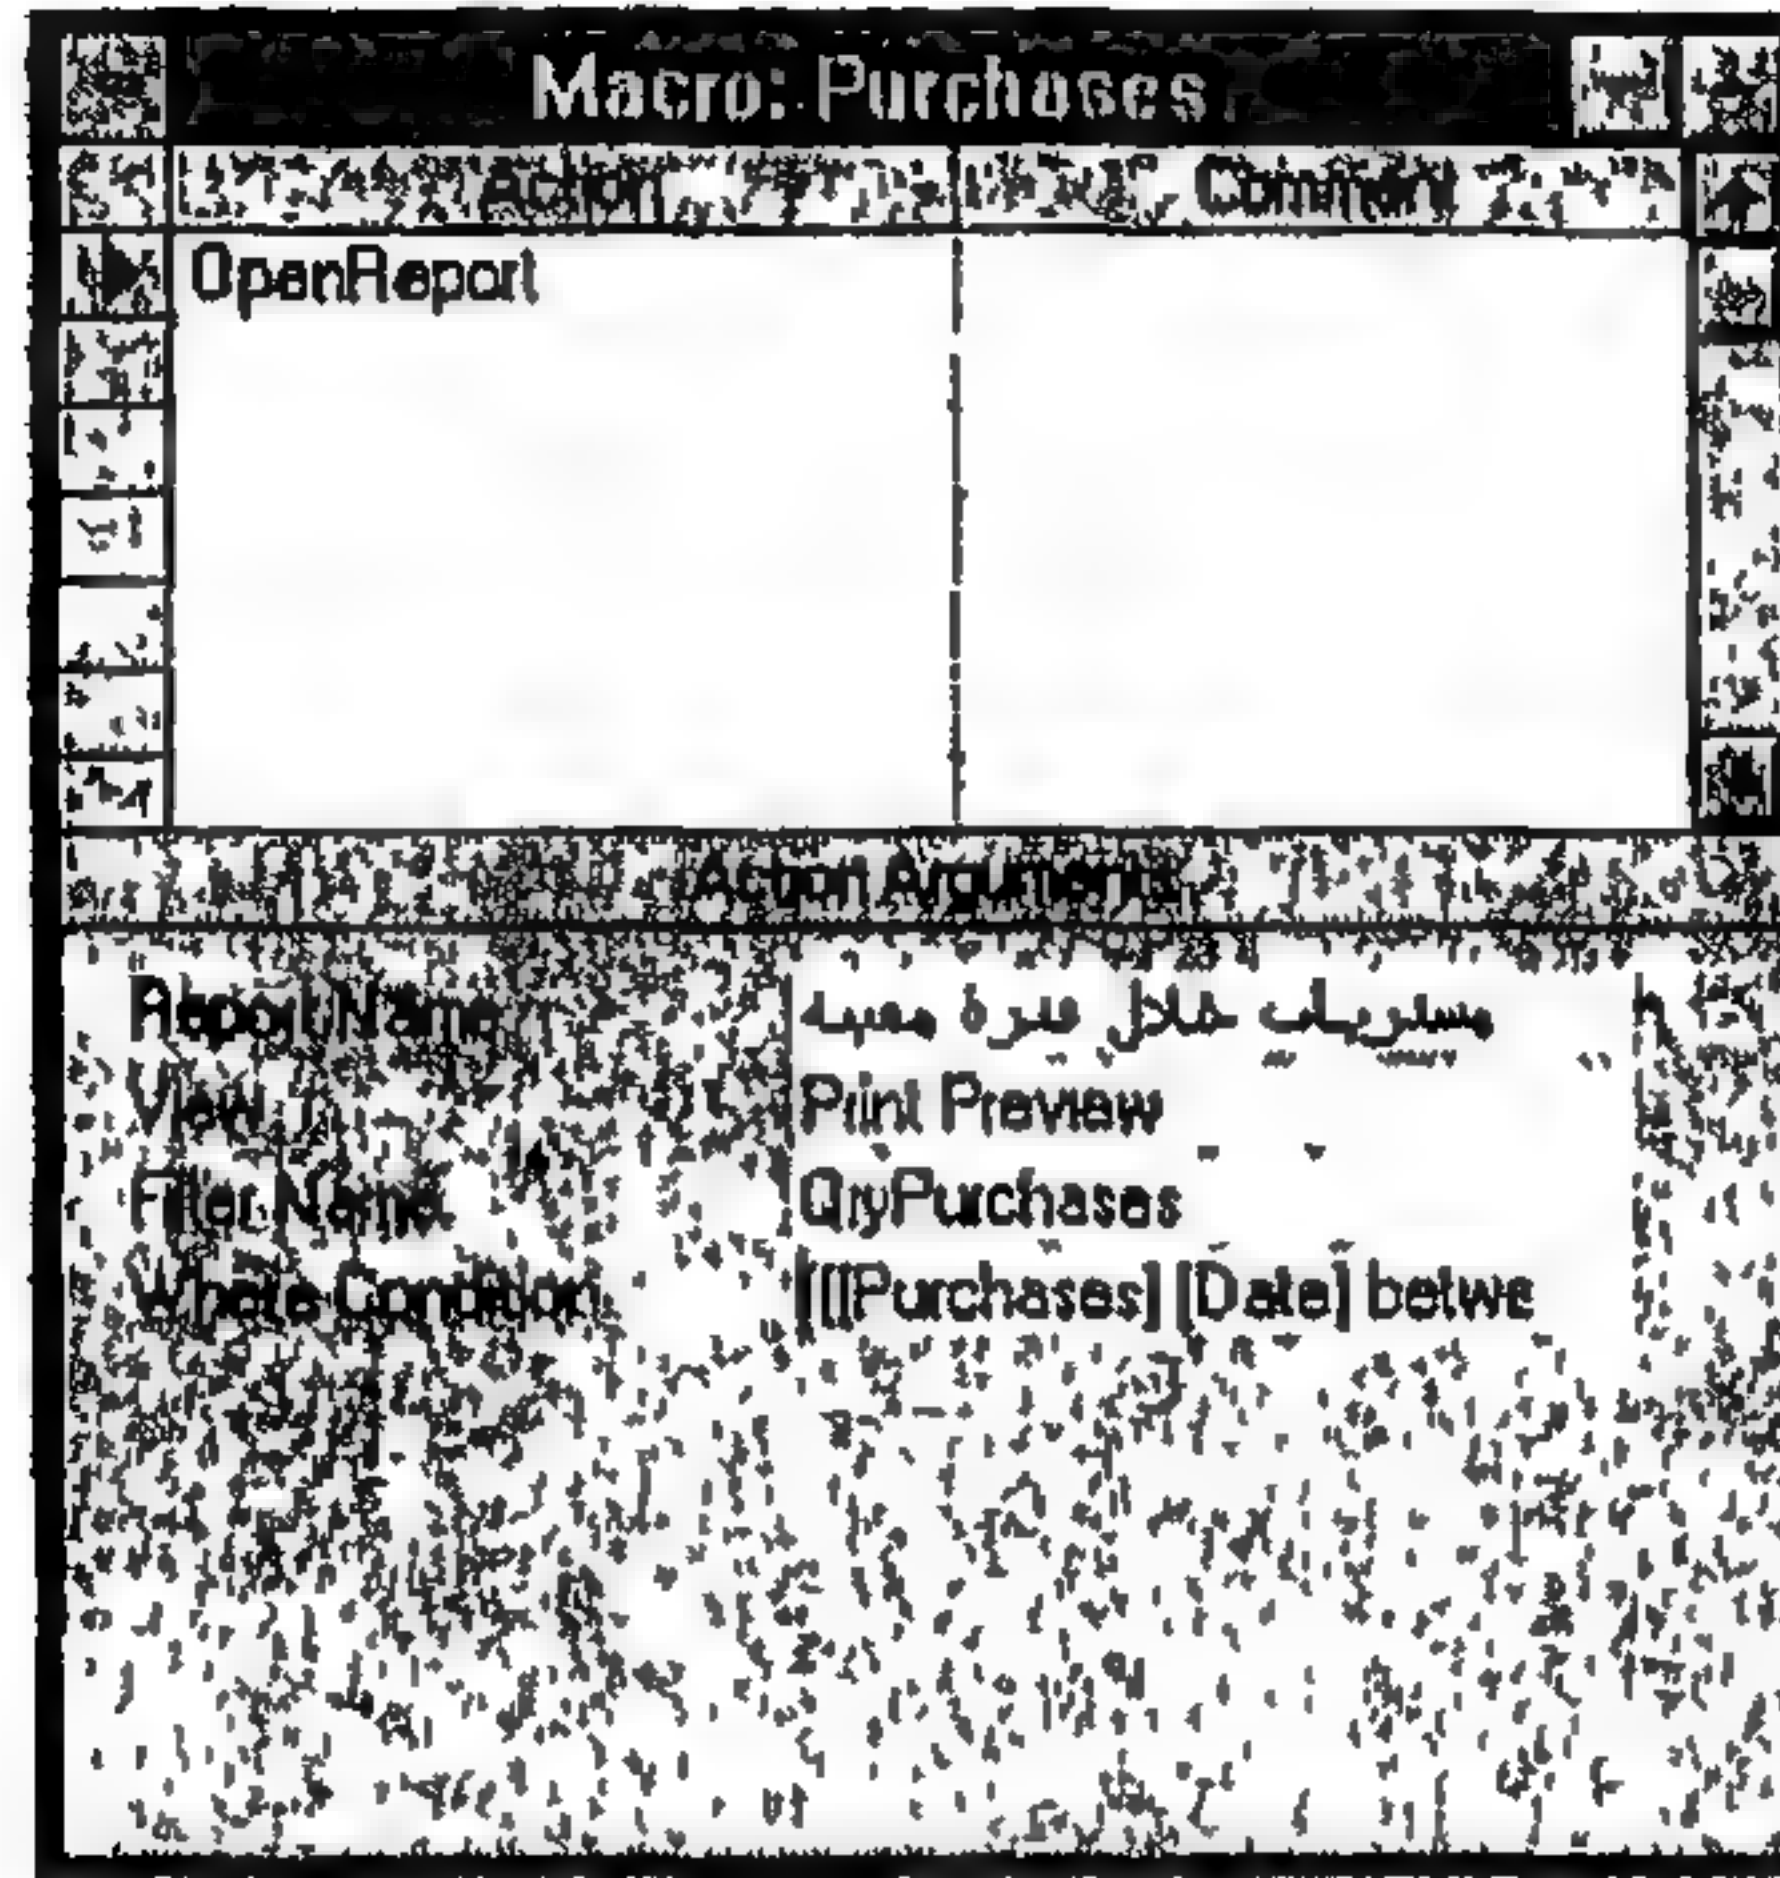 Macro: Purchases
Action Comment
OpenReport
Action Arguments
Report Name مشتريات خلال فترة معينة
View Print Preview
Filter Name QryPurchases
Where Condition ([[Purchases] [Date] betwe